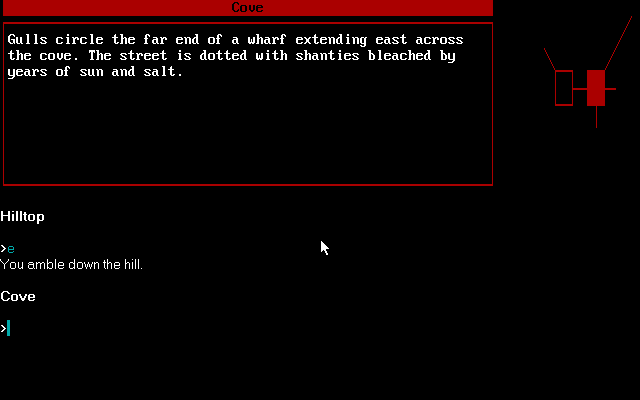 Cove
Gulls circle the far end of a wharf extending east across
the cove. The street is dotted with shanties bleached by
years of sun and salt.
Hilltop
>e
You amble down the hill.
Cove
>